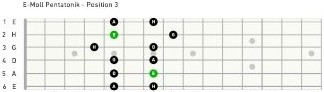 E-Moll Pentatonik - Position 3
1 E A H
2 H E G
3 G H D
4 D G A
5 A D E
6 E A H